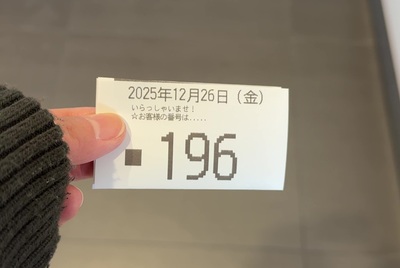 2025年12月26日（金）
いらっしゃいませ！
☆お客様の番号は.....
■ 196